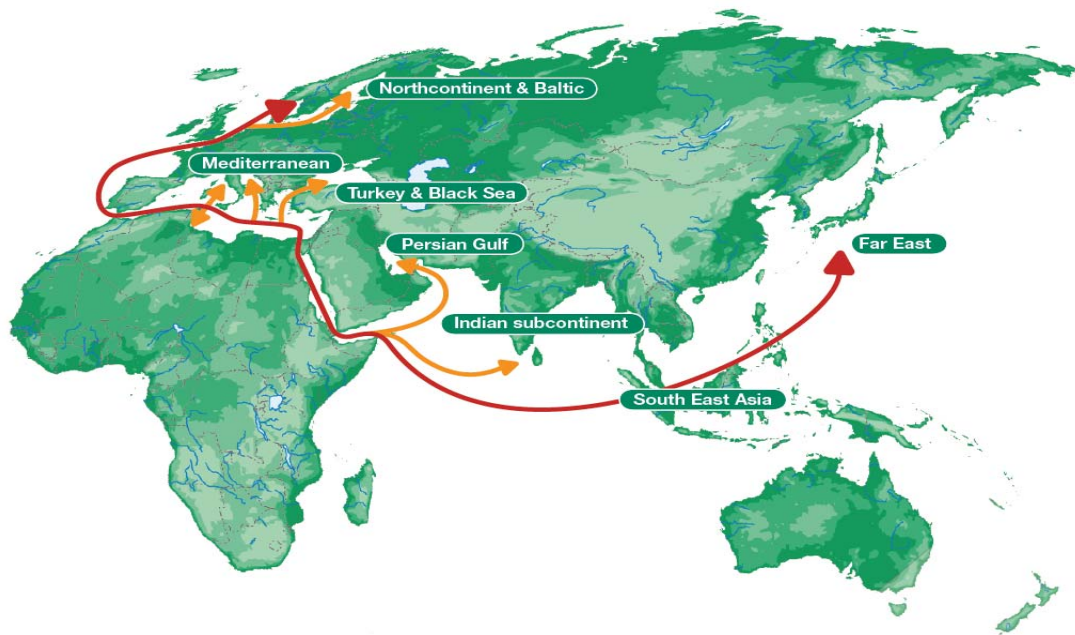 Northcontinent & Baltic
Mediterranean
Turkey & Black Sea
Persian Gulf
Far East
Indian subcontinent
South East Asia